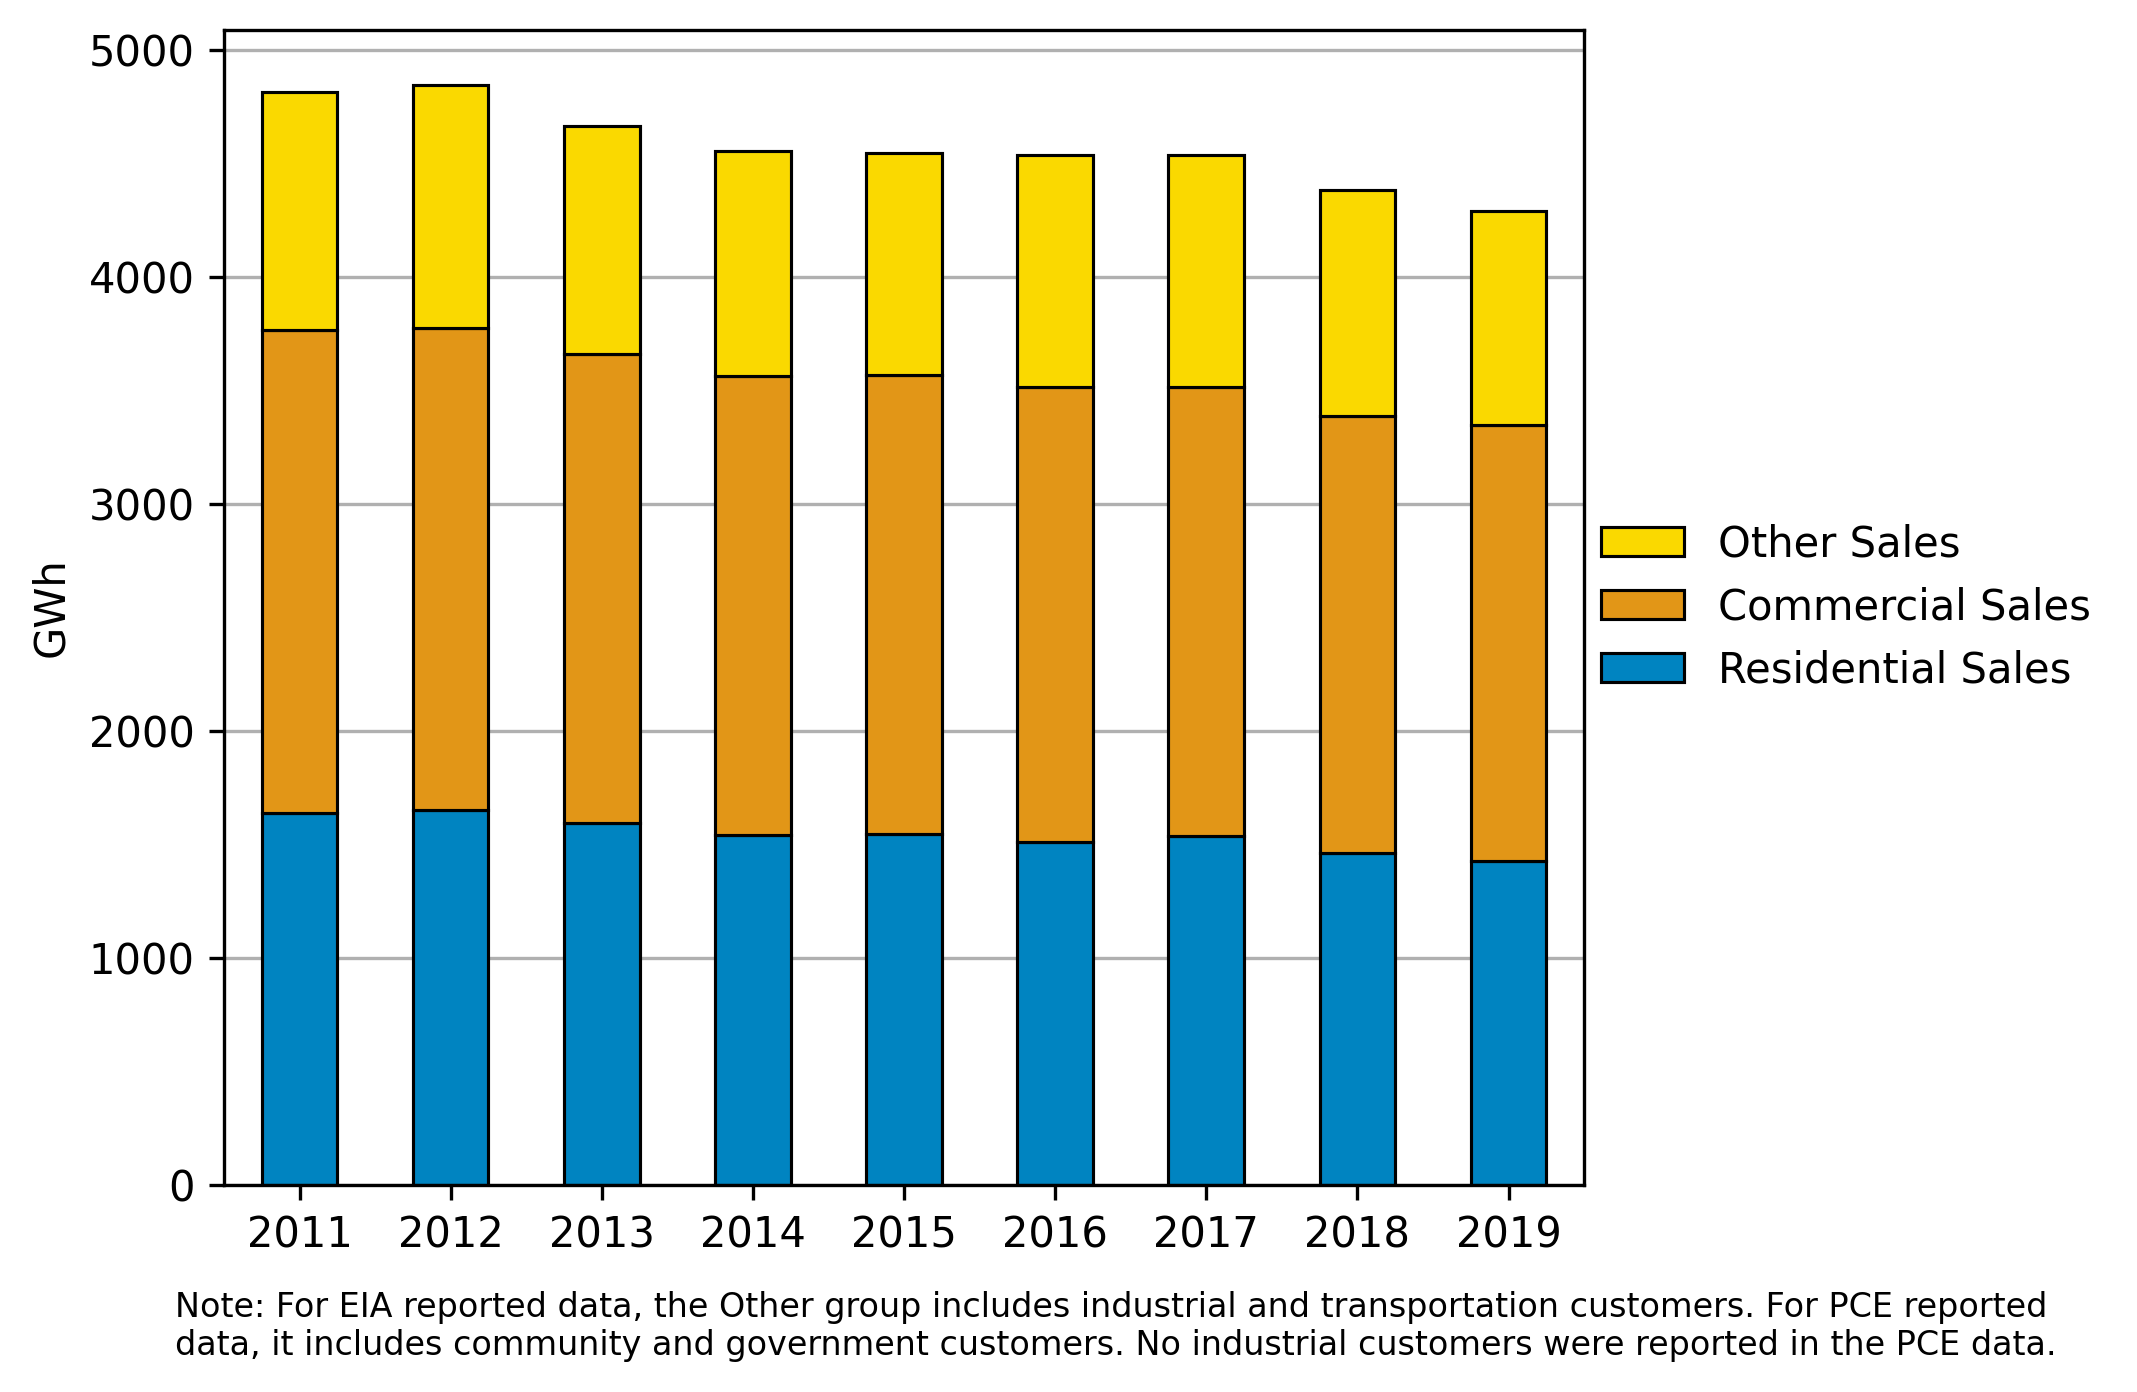 5000
4000
3000
2000
1000
0
GWh
2011 2012 2013 2014 2015 2016 2017 2018 2019
Other Sales
Commercial Sales
Residential Sales
Note: For EIA reported data, the Other group includes industrial and transportation customers. For PCE reported
data, it includes community and government customers. No industrial customers were reported in the PCE data.